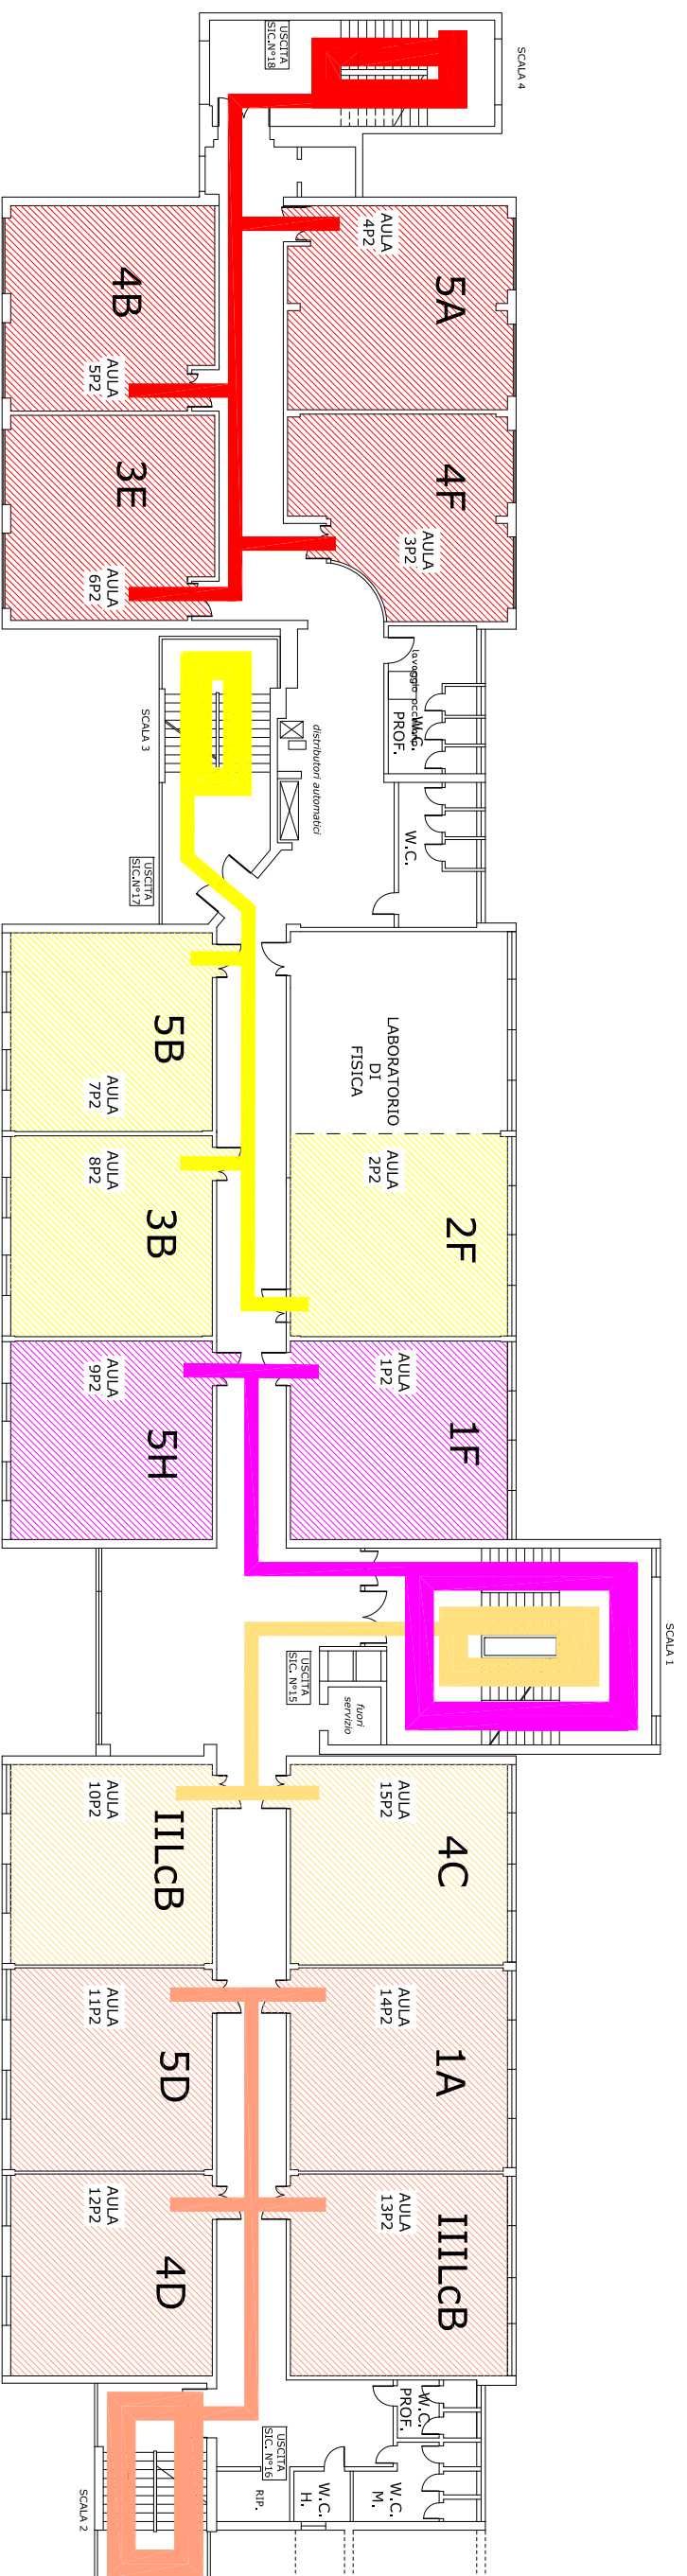 SCALA 4
USCITA
SIC.N°18
AULA
4P2
5A
4B
AULA
5P2
4F
AULA
3P2
3E
AULA
6P2
lavaggio
W.C.
PROF.
SCALA 3
distributori automatici
W.C.
USCITA
SIC.N°17
LABORATORIO
DI
FISICA
5B
AULA
7P2
AULA
2P2
2F
AULA
8P2
3B
AULA
1P2
1F
AULA
9P2
5H
SCALA 1
USCITA
SIC. N°15
fuori
servizio
AULA
15P2
4C
AULA
10P2
IILcB
AULA
14P2
1A
AULA
11P2
5D
AULA
13P2
IIILcB
AULA
12P2
4D
W.C.
PROF.
USCITA
SIC. N°16
W.C.
M.
W.C.
H.
RIP.
SCALA 2